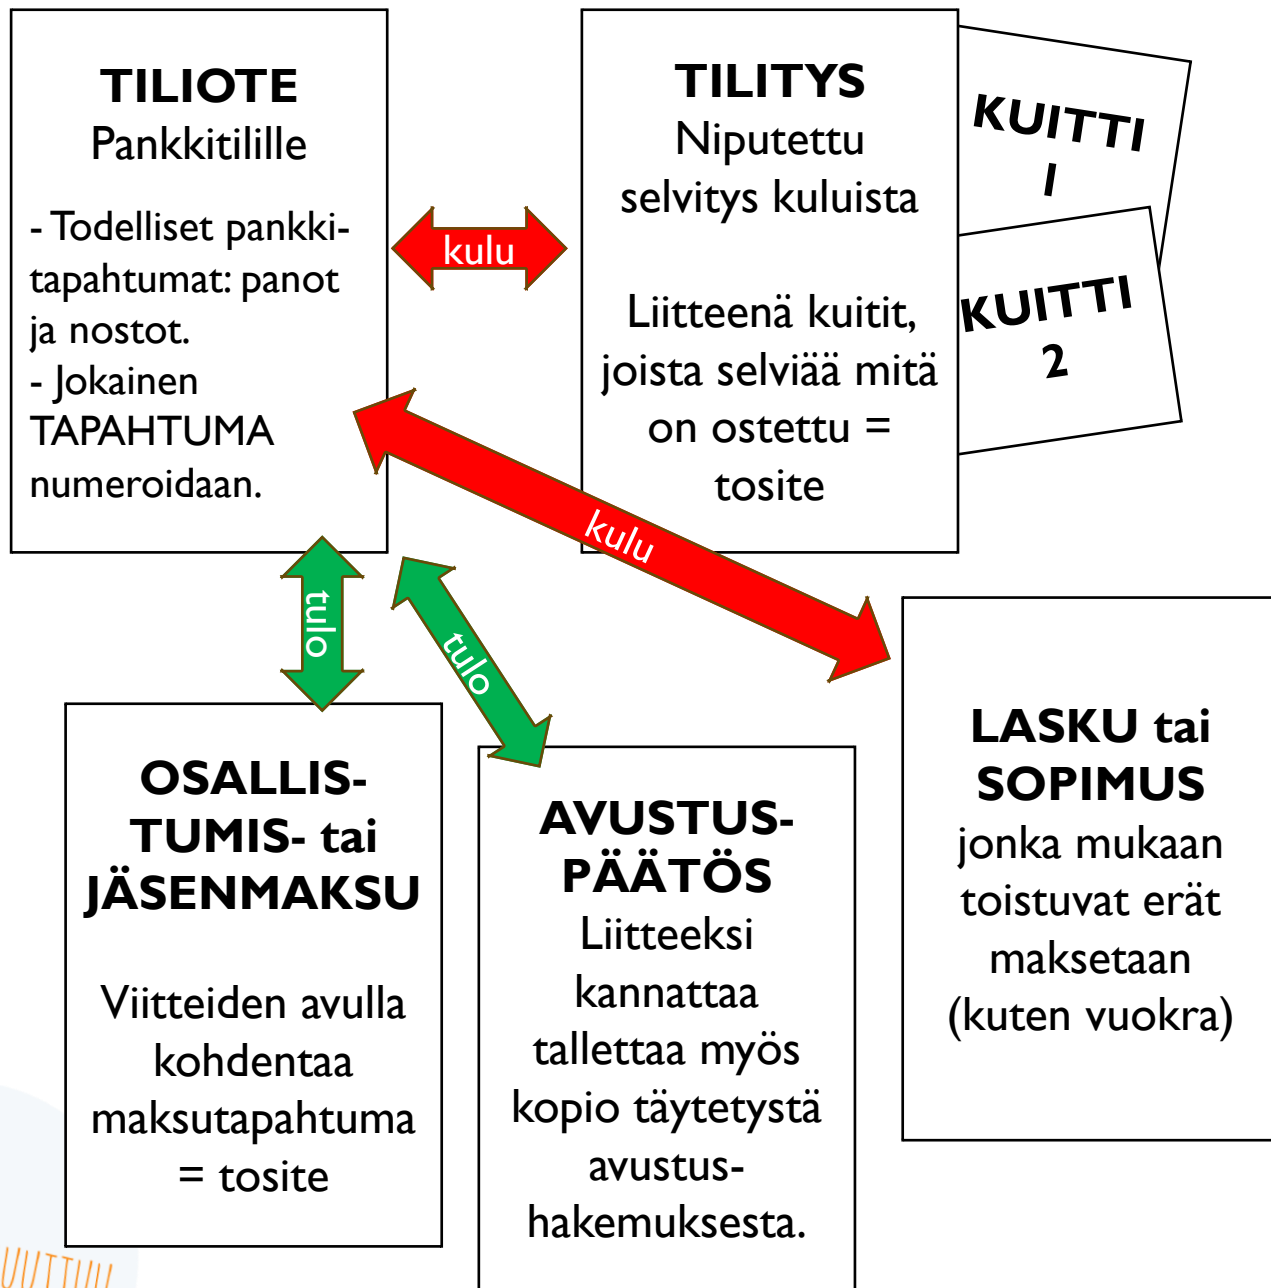 TILIOTE
Pankkitilille
- Todelliset pankki-
tapahtumat: panot
ja nostot.
- Jokainen
TAPAHTUMA
numeroidaan.
kulu
TILITYS
Niputettu
selvitys kuluista
Liitteenä kuitit,
joista selviää mitä
on ostettu =
tosite
KUITTI
1
KUITTI
2
kulu
tulo
tulo
OSALLIS-
TUMIS- tai
JÄSENMAKSU
Viitteiden avulla
kohdentaa
maksutapahtuma
= tosite
AVUSTUS-
PÄÄTÖS
Liitteeksi
kannattaa
tallettaa myös
kopio täytetystä
avustus-
hakemuksesta.
LASKU tai
SOPIMUS
jonka mukaan
toistuvat erät
maksetaan
(kuten vuokra)